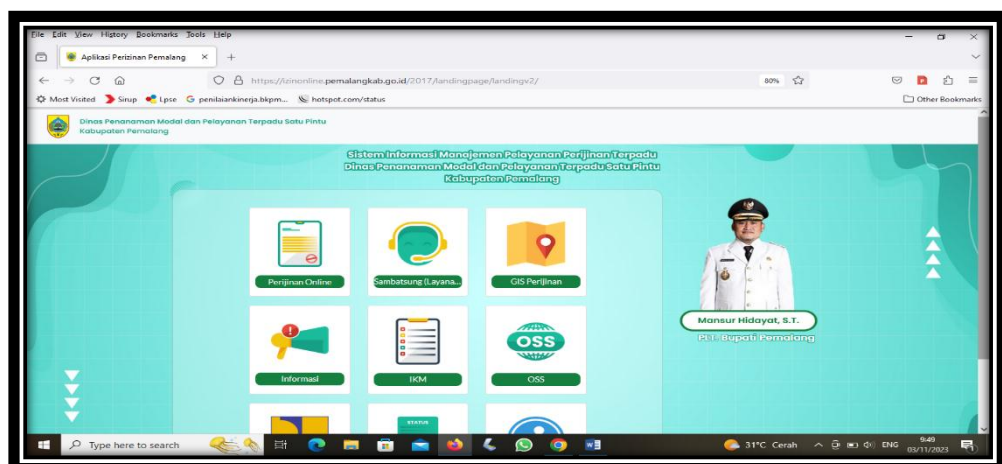 File Edit View History Bookmarks Tools Help
Aplikasi Perizinan Pemalang
https://izinonline.pemalangkab.go.id/2017/landingpage/landingv2/
80%
Most Visited Sirup Lpse penilaiankinerja.bkpm... hotspot.com/status Other Bookmarks
Dinas Penanaman Modal dan Pelayanan Terpadu Satu Pintu
Kabupaten Pemalang
Sistem Informasi Manajemen Pelayanan Perijinan Terpadu
Dinas Penanaman Modal dan Pelayanan Terpadu Satu Pintu
Kabupaten Pemalang
Perijinan Online
Sambatsung (Layana...
GIS Perijinan
Mansur Hidayat, S.T.
PLT. Bupati Pemalang
OSS
Informasi
IKM
OSS
STATUS
Type here to search
31°C Cerah
ENG
9:49
03/11/2023